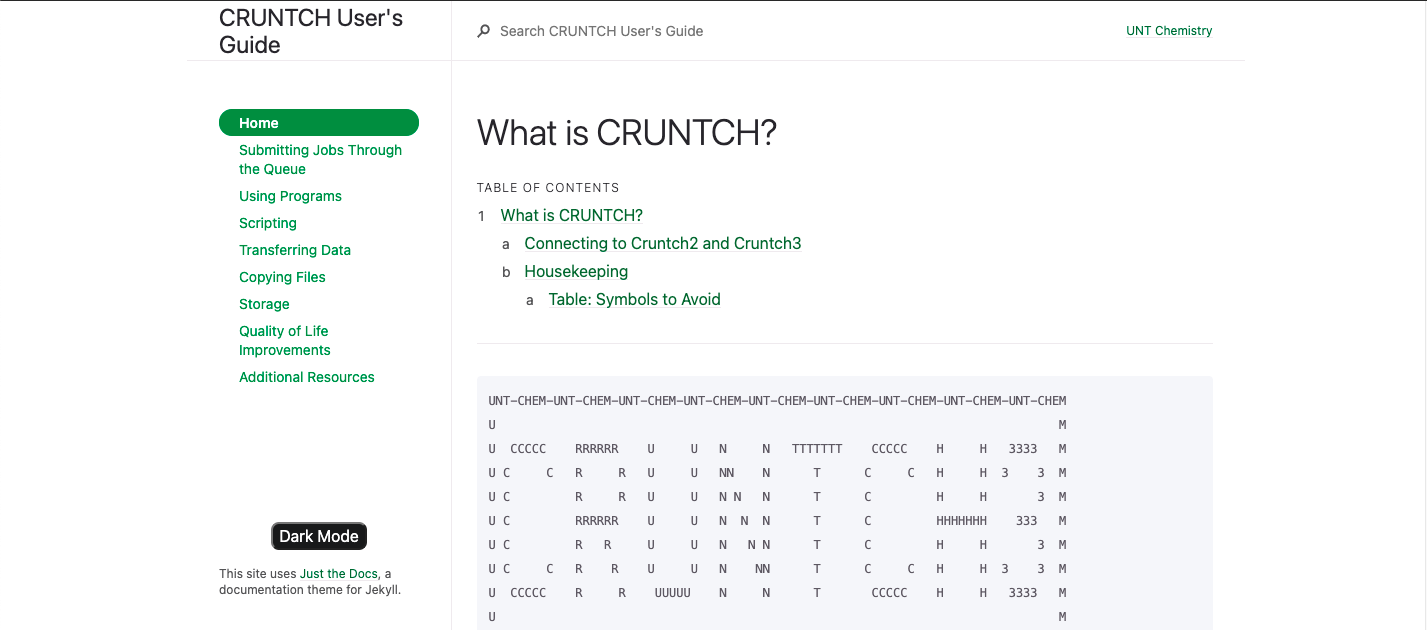 CRUNTCH User's
Guide
Search CRUNTCH User's Guide
UNT Chemistry
Home
Submitting Jobs Through
the Queue
Using Programs
Scripting
Transferring Data
Copying Files
Storage
Quality of Life
Improvements
Additional Resources
Dark Mode
This site uses Just the Docs, a
documentation theme for Jekyll.
What is CRUNTCH?
TABLE OF CONTENTS
1 What is CRUNTCH?
a Connecting to Cruntch2 and Cruntch3
b Housekeeping
a Table: Symbols to Avoid
UNT-CHEM-UNT-CHEM-UNT-CHEM-UNT-CHEM-UNT-CHEM-UNT-CHEM-UNT-CHEM-UNT-CHEM-UNT-CHEM
U                                                                              M
U  CCCCC    RRRRRR    U     U   N     N   TTTTTTT    CCCCC    H     H   3333   M
U C     C   R     R   U     U   NN    N      T      C     C   H     H  3    3  M
U C         R     R   U     U   N N   N      T      C         H     H       3  M
U C         RRRRRR    U     U   N  N  N      T      C         HHHHHHH    333   M
U C         R   R     U     U   N   N N      T      C         H     H       3  M
U C     C   R    R    U     U   N    NN      T      C     C   H     H  3    3  M
U  CCCCC    R     R    UUUUU    N     N      T       CCCCC    H     H   3333   M
U                                                                              M